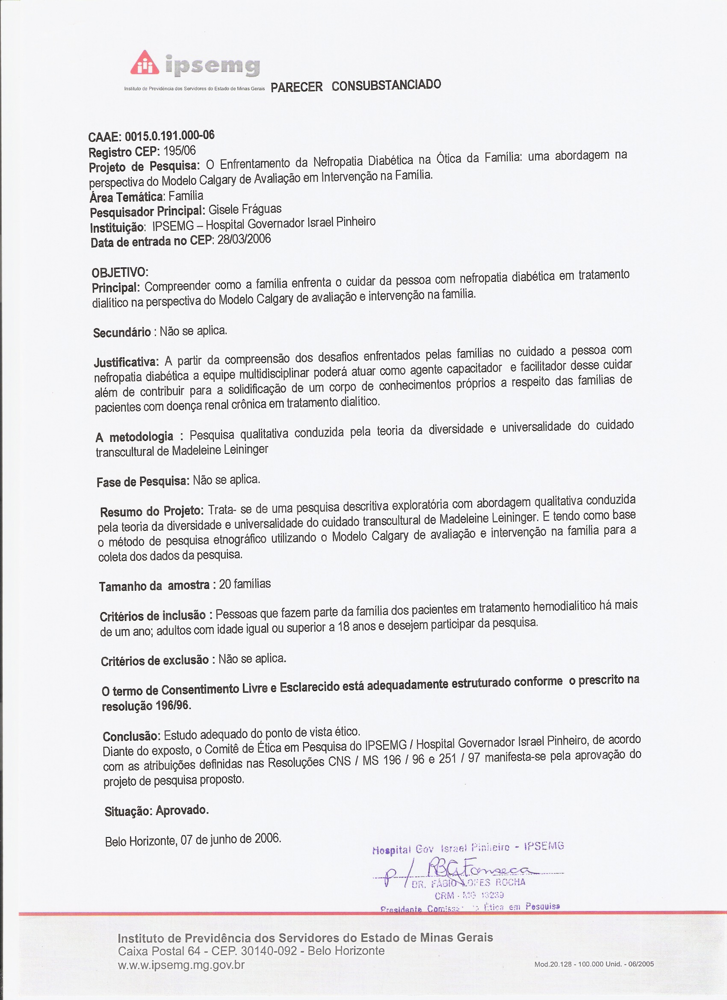 ipsemg
Instituto de Previdência dos Servidores do Estado de Minas Gerais PARECER CONSUBSTANCIADO
CAAE: 0015.0.191.000-06
Registro CEP: 195/06
Projeto de Pesquisa: O Enfrentamento da Nefropatia Diabética na Ótica da Família: uma abordagem na
perspectiva do Modelo Calgary de Avaliação em Intervenção na Família.
Área Temática: Família
Pesquisador Principal: Gisele Fráguas
Instituição: IPSEMG – Hospital Governador Israel Pinheiro
Data de entrada no CEP: 28/03/2006
OBJETIVO:
Principal: Compreender como a família enfrenta o cuidar da pessoa com nefropatia diabética em tratamento
dialítico na perspectiva do Modelo Calgary de avaliação e intervenção na família.
Secundário : Não se aplica.
Justificativa: A partir da compreensão dos desafios enfrentados pelas famílias no cuidado a pessoa com
nefropatia diabética a equipe multidisciplinar poderá atuar como agente capacitador e facilitador desse cuidar
além de contribuir para a solidificação de um corpo de conhecimentos próprios a respeito das famílias de
pacientes com doença renal crônica em tratamento dialítico.
A metodologia : Pesquisa qualitativa conduzida pela teoria da diversidade e universalidade do cuidado
transcultural de Madeleine Leininger
Fase de Pesquisa: Não se aplica.
Resumo do Projeto: Trata- se de uma pesquisa descritiva exploratória com abordagem qualitativa conduzida
pela teoria da diversidade e universalidade do cuidado transcultural de Madeleine Leininger. E tendo como base
o método de pesquisa etnográfico utilizando o Modelo Calgary de avaliação e intervenção na família para a
coleta dos dados da pesquisa.
Tamanho da amostra : 20 famílias
Critérios de inclusão : Pessoas que fazem parte da família dos pacientes em tratamento hemodialítico há mais
de um ano; adultos com idade igual ou superior a 18 anos e desejem participar da pesquisa.
Critérios de exclusão : Não se aplica.
O termo de Consentimento Livre e Esclarecido está adequadamente estruturado conforme o prescrito na
resolução 196/96.
Conclusão: Estudo adequado do ponto de vista ético.
Diante do exposto, o Comitê de Ética em Pesquisa do IPSEMG / Hospital Governador Israel Pinheiro, de acordo
com as atribuições definidas nas Resoluções CNS / MS 196 / 96 e 251 / 97 manifesta-se pela aprovação do
projeto de pesquisa proposto.
Situação: Aprovado.
Belo Horizonte, 07 de junho de 2006.
Hospital Gov Israel Pinheiro - IPSEMG
p/ RBGFonseca
DR. FÁBIO LOPES ROCHA
CRM - MG 13239
Presidente Ética em Pesquisa
Instituto de Previdência dos Servidores do Estado de Minas Gerais
Caixa Postal 64 - CEP. 30140-092 - Belo Horizonte
w.w.w.ipsemg.mg.gov.br
Mod.20.128 - 100.000 Unid. - 06/2005